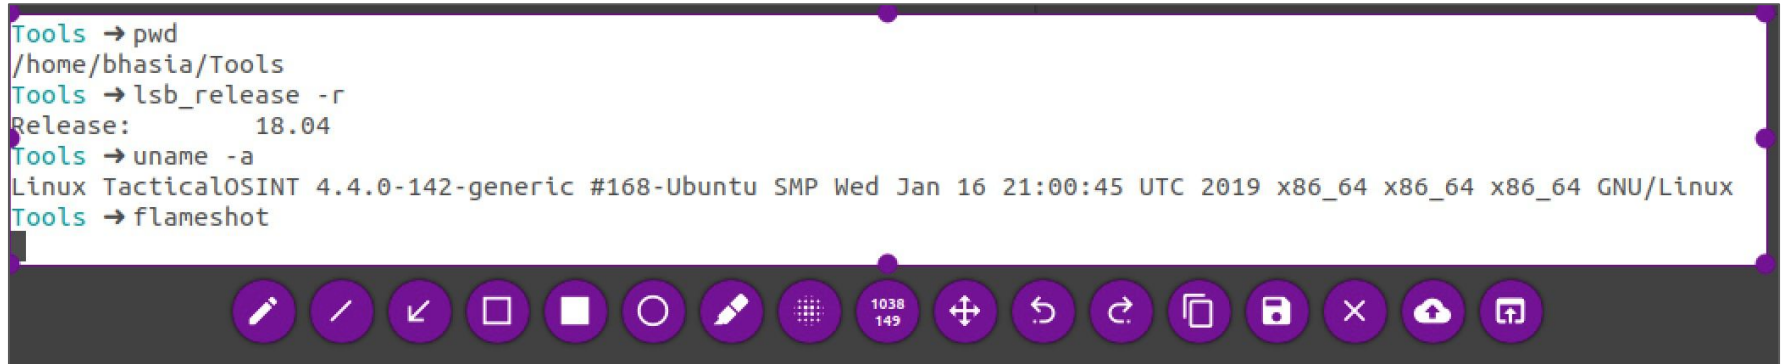 Tools ➜ pwd
/home/bhasia/Tools
Tools ➜ lsb_release -r
Release:        18.04
Tools ➜ uname -a
Linux TacticalOSINT 4.4.0-142-generic #168-Ubuntu SMP Wed Jan 16 21:00:45 UTC 2019 x86_64 x86_64 x86_64 GNU/Linux
Tools ➜ flameshot
1038
149